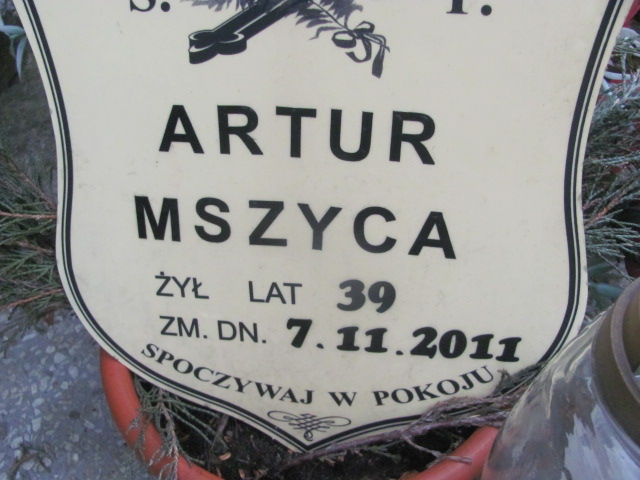 S. P.
ARTUR
MSZYCA
ŻYŁ LAT 39
ZM. DN. 7.11.2011
SPOCZYWAJ W POKOJU